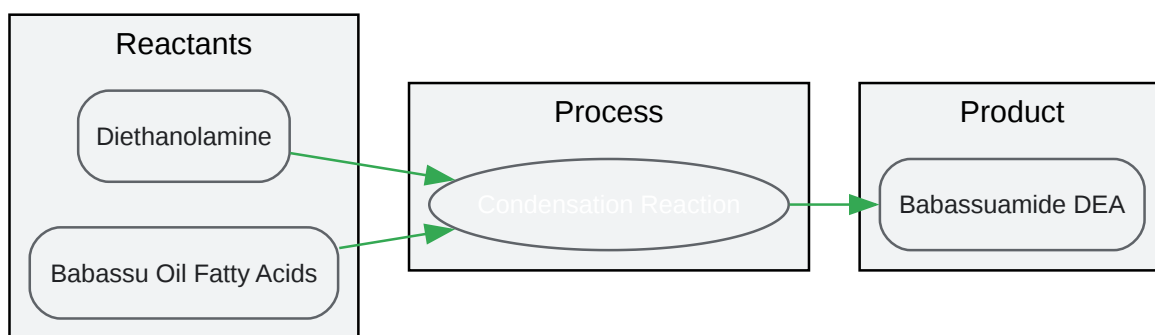 Reactants
Diethanolamine
Babassu Oil Fatty Acids
Process
Condensation Reaction
Product
Babassuamide DEA